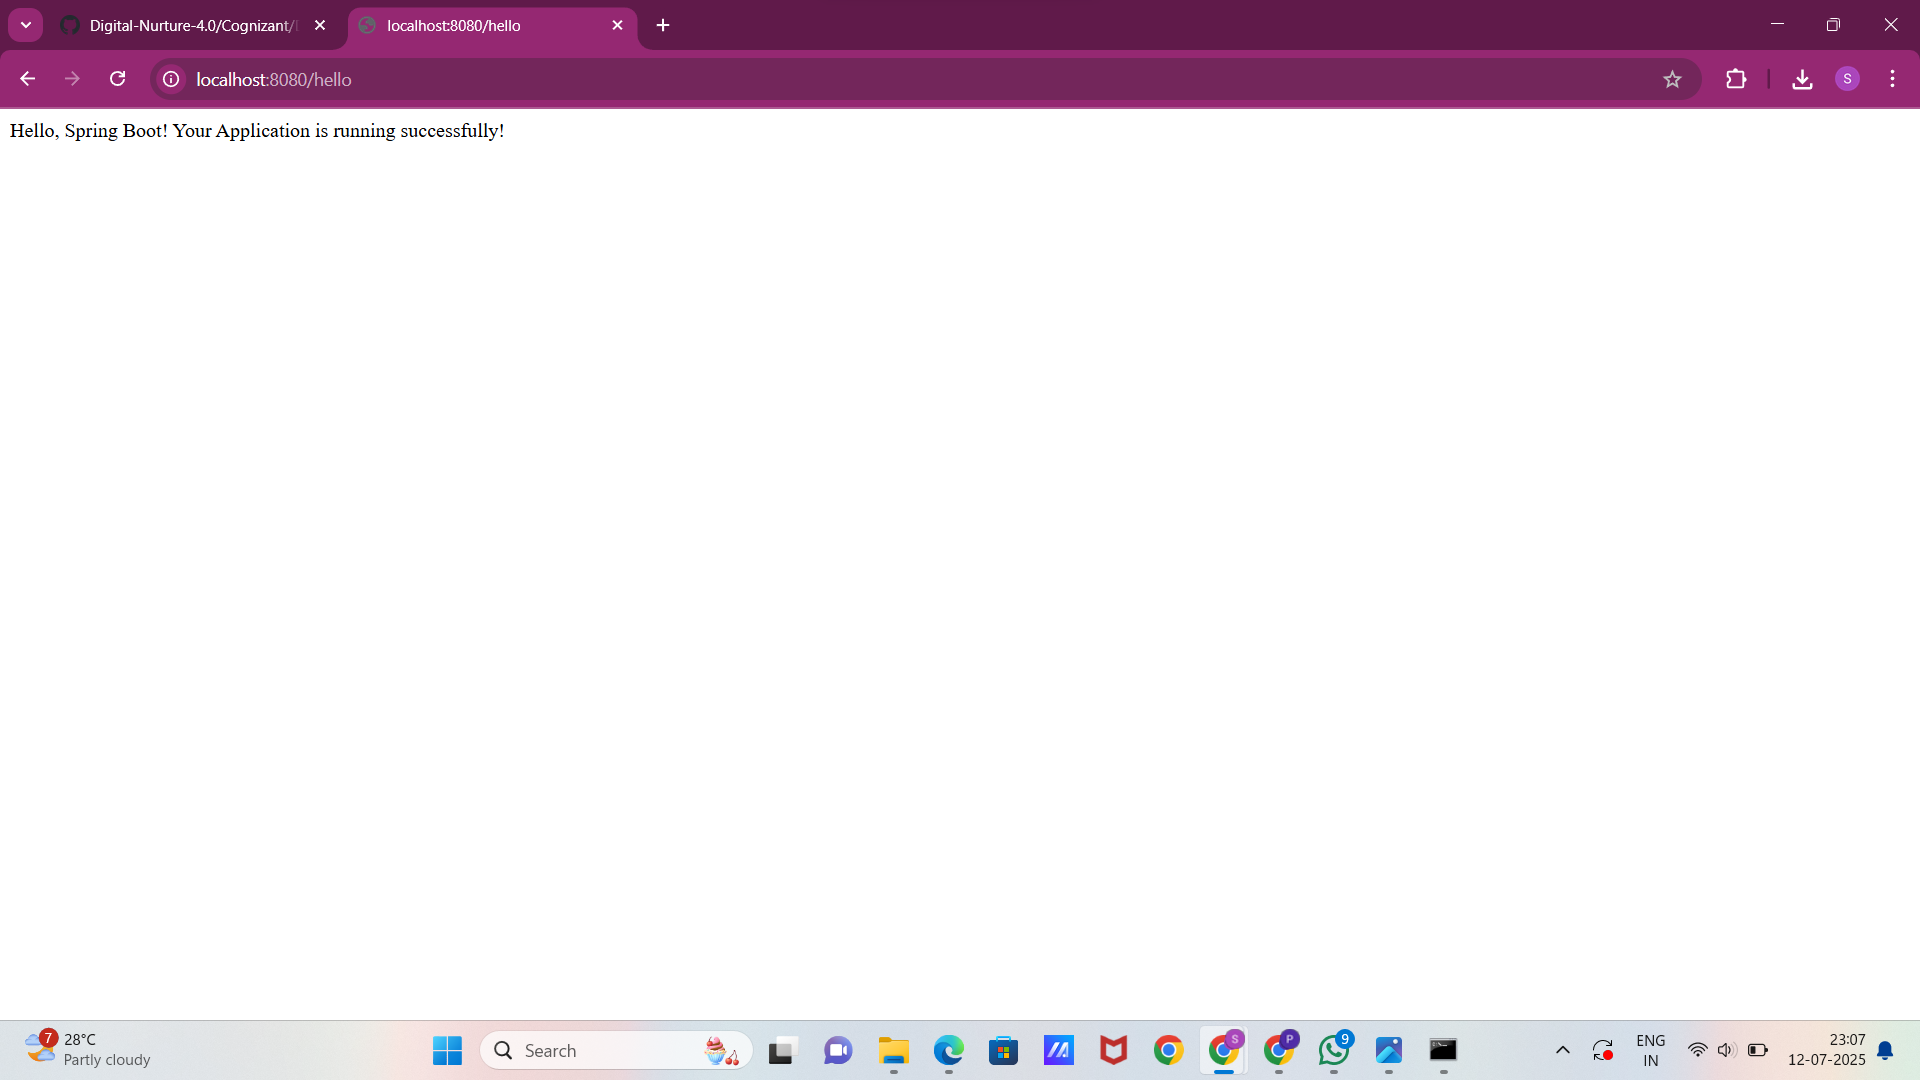 Digital-Nurture-4.0/Cognizant/
localhost:8080/hello
localhost:8080/hello
S
Hello, Spring Boot! Your Application is running successfully!
7
28°C
Partly cloudy
Search
S
P
9
ENG
IN
23:07
12-07-2025